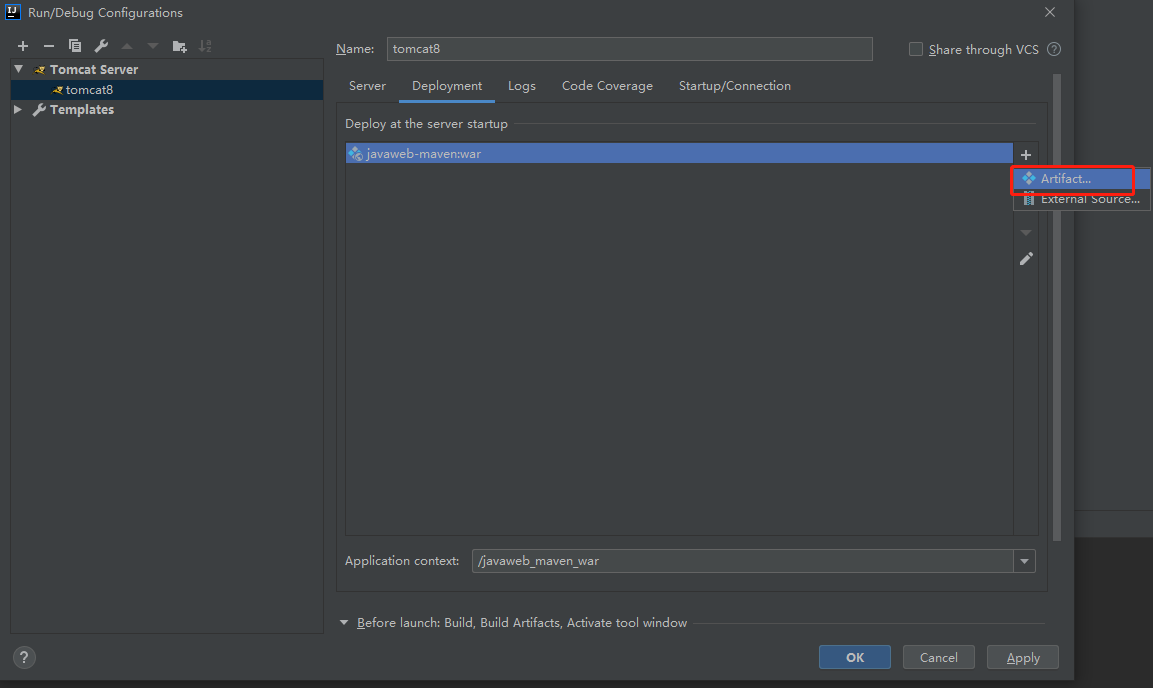 Run/Debug Configurations
Name: tomcat8
Share through VCS ?
Tomcat Server
tomcat8
Templates
Server Deployment Logs Code Coverage Startup/Connection
Deploy at the server startup
javaweb-maven:war
Artifact...
External Source...
Application context: /javaweb_maven_war
Before launch: Build, Build Artifacts, Activate tool window
? OK Cancel Apply